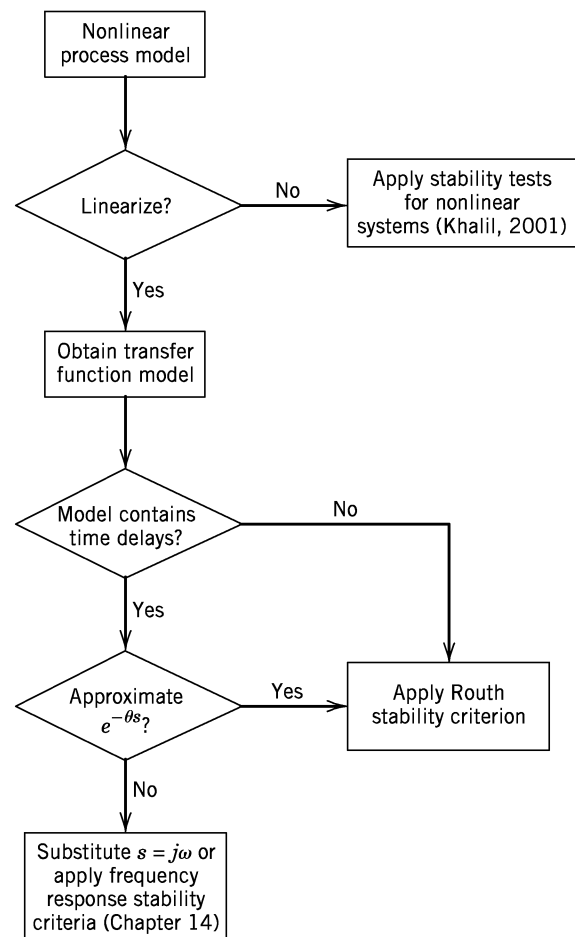 Nonlinear
process model
Linearize?
No
Apply stability tests
for nonlinear
systems (Khalil, 2001)
Yes
Obtain transfer
function model
Model contains
time delays?
No
Yes
Approximate
e^{-θs}?
Yes
Apply Routh
stability criterion
No
Substitute s = jω or
apply frequency
response stability
criteria (Chapter 14)